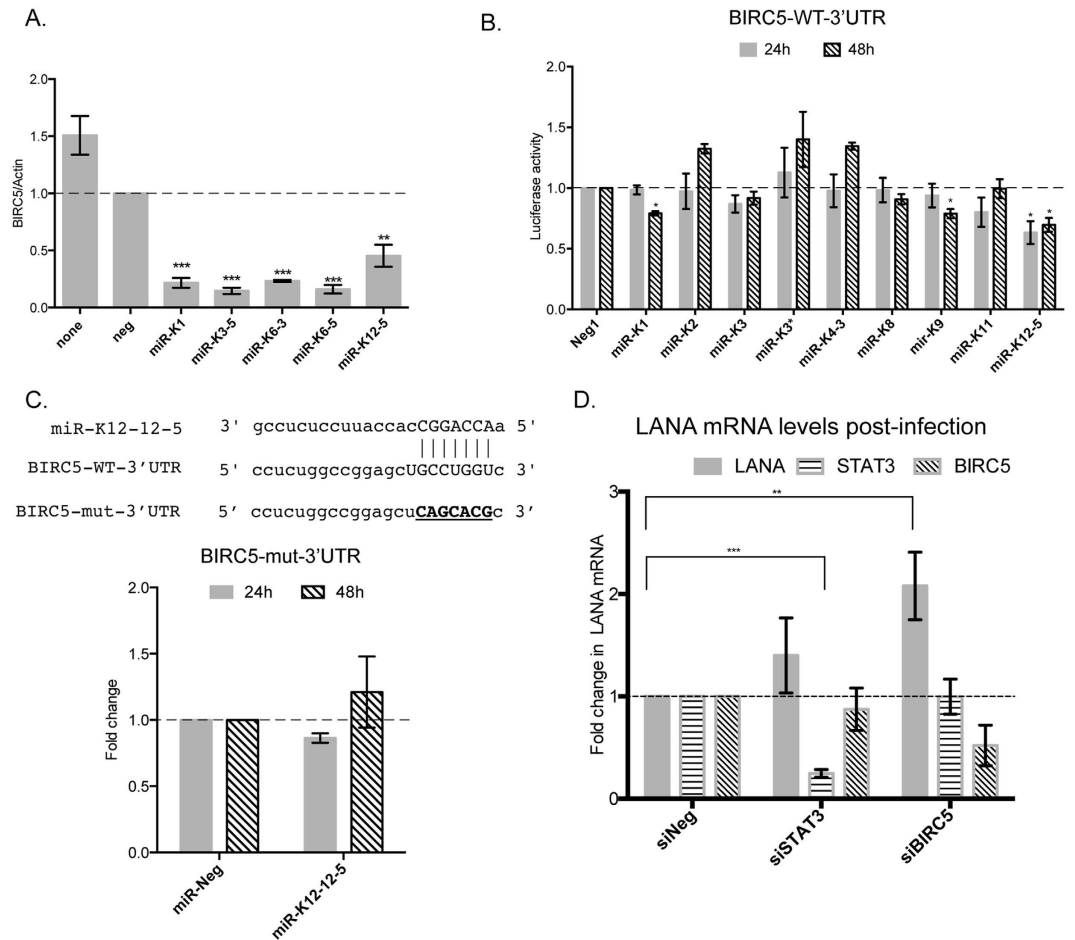 A.
2.0
1.5
1.0
0.5
0.0
BIRC5/Actin
***
***
***
***
**
none
neg
miR-K1
miR-K3-5
miR-K6-3
miR-K6-5
miR-K12-5
B.
BIRC5-WT-3'UTR
24h 48h
2.0
1.5
1.0
0.5
0.0
Luciferase activity
*
*
*
*
Neg1
miR-K1
miR-K2
miR-K3
miR-K3*
miR-K4-3
miR-K8
mir-K9
miR-K11
miR-K12-5
C.
miR-K12-12-5 3' gccucuccuuaccacCGGACCAa 5'
BIRC5-WT-3'UTR 5' ccucuggccggagcUGCCUGGUc 3'
BIRC5-mut-3'UTR 5' ccucuggccggagcuCAGCACGc 3'
BIRC5-mut-3'UTR
24h 48h
2.0
1.5
1.0
0.5
0.0
Fold change
miR-Neg
miR-K12-12-5
D.
LANA mRNA levels post-infection
LANA STAT3 BIRC5
3
2
1
0
Fold change in LANA mRNA
**
***
siNeg
siSTAT3
siBIRC5